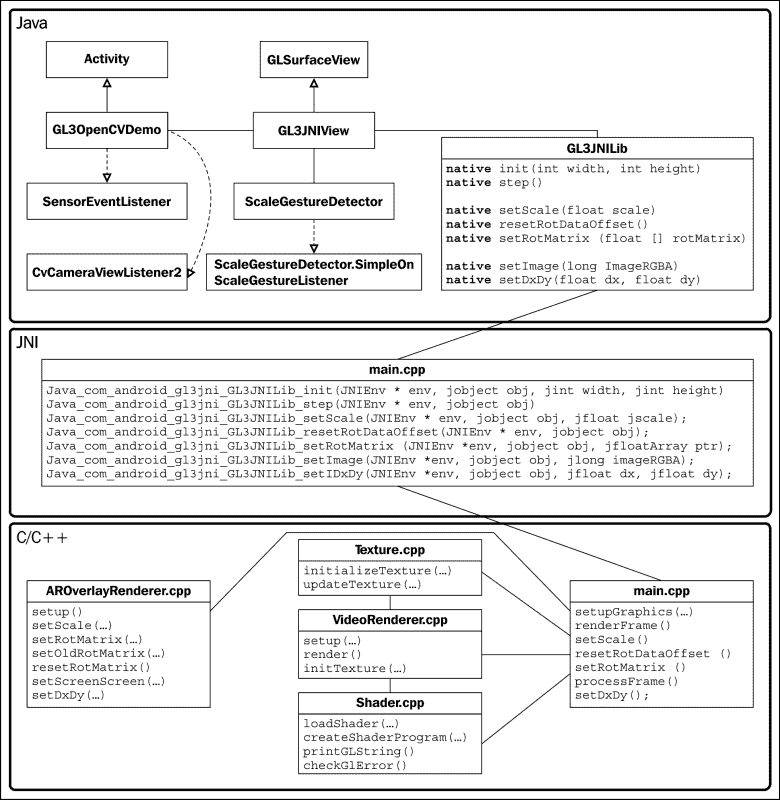 Java
Activity
GLSurfaceView
GL3OpenCVDemo
GL3JNIView
GL3JNILib
native init(int width, int height)
native step()
native setScale(float scale)
native resetRotDataOffset()
native setRotMatrix (float [] rotMatrix)
native setImage(long ImageRGBA)
native setDxDy(float dx, float dy)
SensorEventListener
ScaleGestureDetector
CvCameraViewListener2
ScaleGestureDetector.SimpleOn
ScaleGestureListener
JNI
main.cpp
Java_com_android_gl3jni_GL3JNILib_init(JNIEnv * env, jobject obj, jint width, jint height)
Java_com_android_gl3jni_GL3JNILib_step(JNIEnv * env, jobject obj)
Java_com_android_gl3jni_GL3JNILib_setScale(JNIEnv * env, jobject obj, jfloat jscale);
Java_com_android_gl3jni_GL3JNILib_resetRotDataOffset(JNIEnv * env, jobject obj);
Java_com_android_gl3jni_GL3JNILib_setRotMatrix (JNIEnv *env, jobject obj, jfloatArray ptr);
Java_com_android_gl3jni_GL3JNILib_setImage(JNIEnv *env, jobject obj, jlong imageRGBA);
Java_com_android_gl3jni_GL3JNILib_setIDxDy(JNIEnv *env, jobject obj, jfloat dx, jfloat dy);
C/C++
AROverlayRenderer.cpp
setup()
setScale(…)
setRotMatrix(…)
setOldRotMatrix(…)
resetRotMatrix()
setScreenScreen(…)
setDxDy(…)
Texture.cpp
initializeTexture(…)
updateTexture(…)
VideoRenderer.cpp
setup(…)
render()
initTexture(…)
Shader.cpp
loadShader(…)
createShaderProgram(…)
printGLString()
checkGlError()
main.cpp
setupGraphics(…)
renderFrame()
setScale()
resetRotDataOffset ()
setRotMatrix ()
processFrame()
setDxDy();